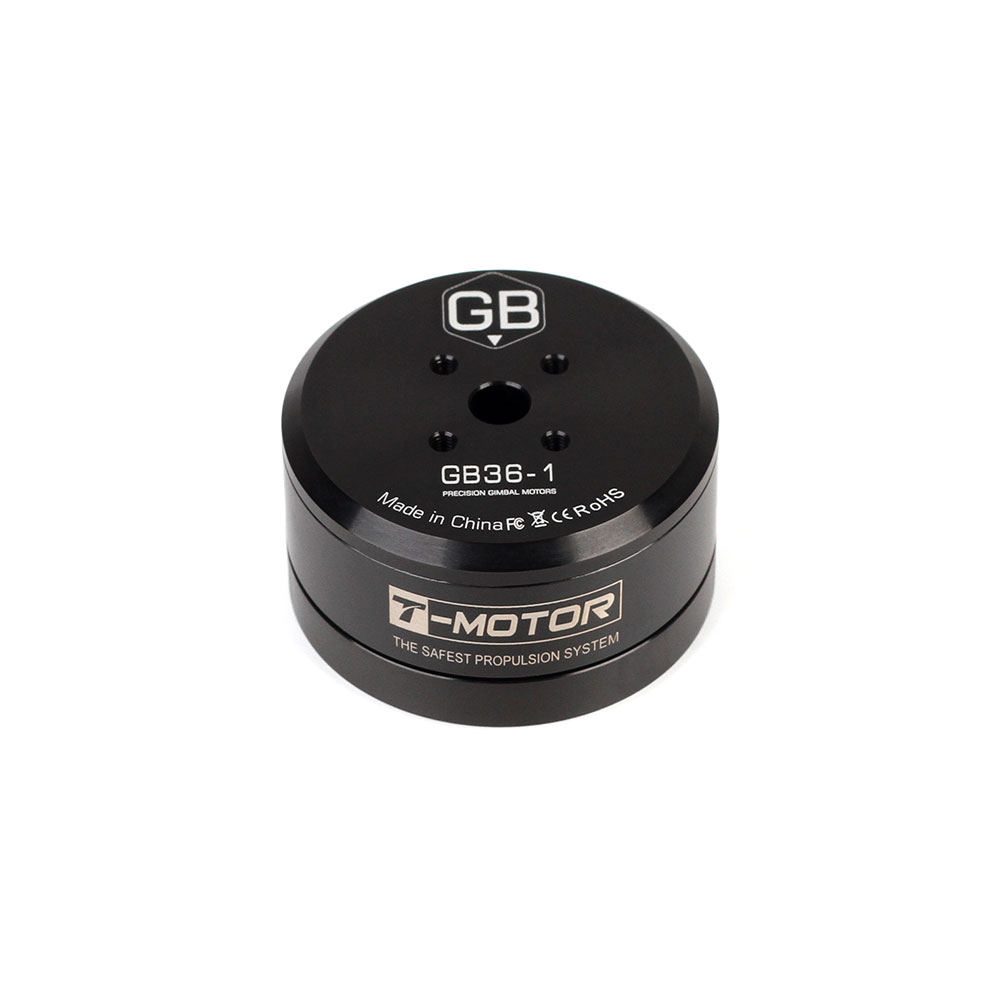 GB
GB36-1
PRECISION GIMBAL MOTORS
Made in China FC CE RoHS
T-MOTOR
THE SAFEST PROPULSION SYSTEM